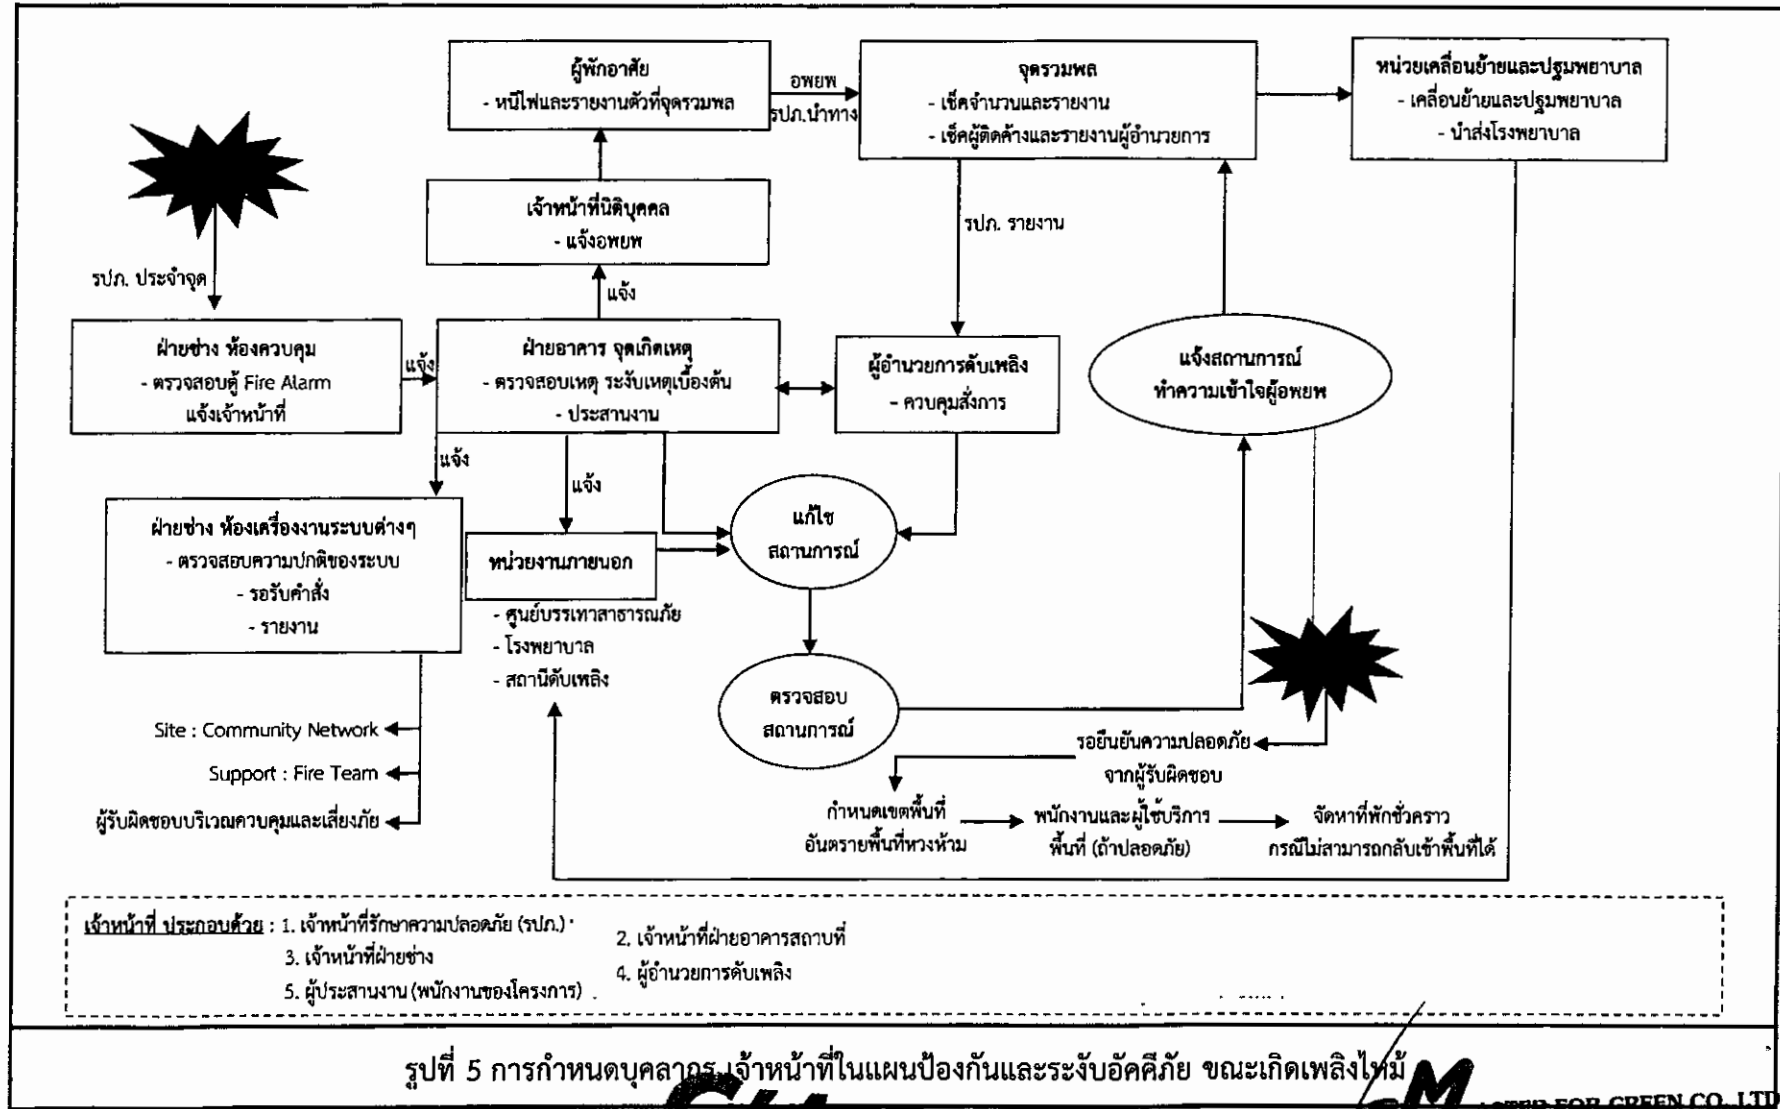 ผู้พักอาศัย
- หนีไฟและรายงานตัวที่จุดรวมพล
อพยพ
รปภ.นำทาง
จุดรวมพล
- เช็คจำนวนและรายงาน
- เช็คผู้ติดค้างและรายงานผู้อำนวยการ
หน่วยเคลื่อนย้ายและปฐมพยาบาล
- เคลื่อนย้ายและปฐมพยาบาล
- นำส่งโรงพยาบาล
เจ้าหน้าที่นิติบุคคล
- แจ้งอพยพ
รปภ. รายงาน
รปภ. ประจำจุด
แจ้ง
ฝ่ายช่าง ห้องควบคุม
- ตรวจสอบตู้ Fire Alarm
แจ้งเจ้าหน้าที่
แจ้ง
ฝ่ายอาคาร จุดเกิดเหตุ
- ตรวจสอบเหตุ ระงับเหตุเบื้องต้น
- ประสานงาน
ผู้อำนวยการดับเพลิง
- ควบคุมสั่งการ
แจ้งสถานการณ์
ทำความเข้าใจผู้อพยพ
แจ้ง
แจ้ง
ฝ่ายช่าง ห้องเครื่องงานระบบต่างๆ
- ตรวจสอบความปกติของระบบ
- รอรับคำสั่ง
- รายงาน
หน่วยงานภายนอก
- ศูนย์บรรเทาสาธารณภัย
- โรงพยาบาล
- สถานีดับเพลิง
แก้ไข
สถานการณ์
ตรวจสอบ
สถานการณ์
Site : Community Network
Support : Fire Team
ผู้รับผิดชอบบริเวณควบคุมและเสี่ยงภัย
รอยืนยันความปลอดภัย
จากผู้รับผิดชอบ
กำหนดเขตพื้นที่
อันตรายพื้นที่หวงห้าม
พนักงานและผู้ใช้บริการ
พื้นที่ (ถ้าปลอดภัย)
จัดหาที่พักชั่วคราว
กรณีไม่สามารถกลับเข้าพื้นที่ได้
เจ้าหน้าที่ ประกอบด้วย : 1. เจ้าหน้าที่รักษาความปลอดภัย (รปภ.)
2. เจ้าหน้าที่ฝ่ายอาคารสถานที่
3. เจ้าหน้าที่ฝ่ายช่าง
4. ผู้อำนวยการดับเพลิง
5. ผู้ประสานงาน (พนักงานของโครงการ)
รูปที่ 5 การกำหนดบุคลากร เจ้าหน้าที่ในแผนป้องกันและระงับอัคคีภัย ขณะเกิดเพลิงไหม้
FOR GREEN CO., LTD